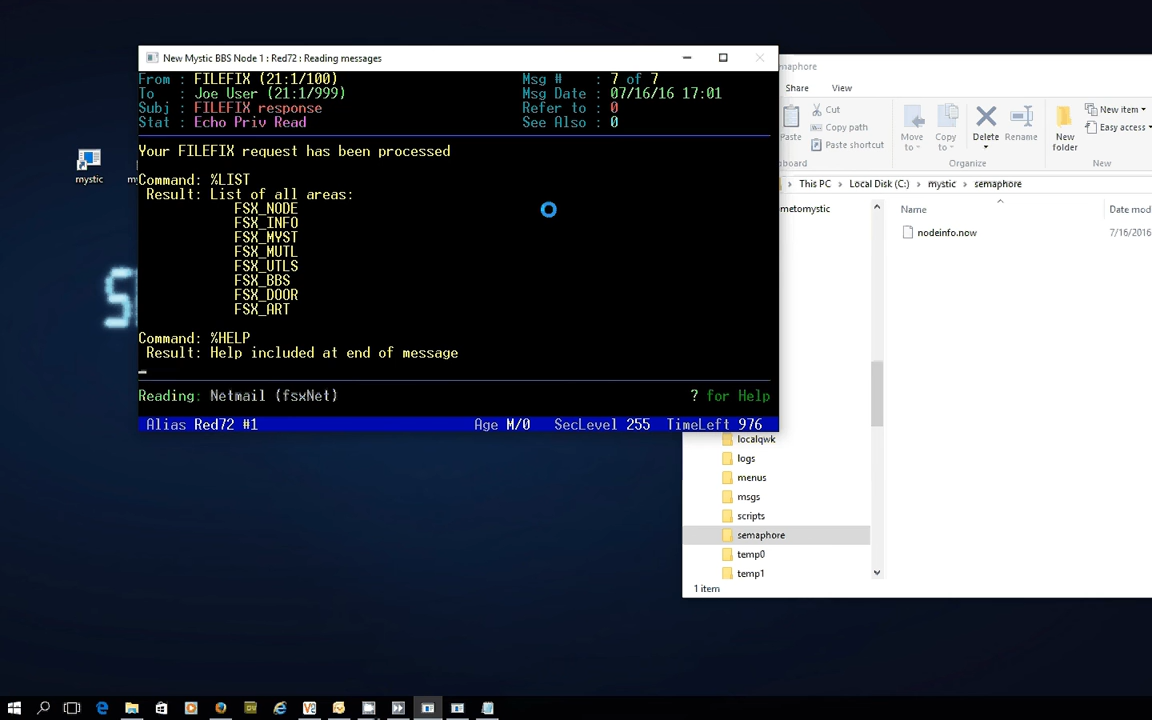 New Mystic BBS Node 1 : Red72 : Reading messages
From : FILEFIX (21:1/100)
Msg # : 7 of 7
To : Joe User (21:1/999)
Msg Date : 07/16/16 17:01
Subj : FILEFIX response
Refer to : 0
Stat : Echo Priv Read
See Also : 0
Your FILEFIX request has been processed
Command: %LIST
Result: List of all areas:
FSX_NODE
FSX_INFO
FSX_MYST
FSX_MUTL
FSX_UTLS
FSX_BBS
FSX_DOOR
FSX_ART
Command: %HELP
Result: Help included at end of message
Reading: Netmail (fsxNet)
? for Help
Alias Red72 #1 Age M/0 SecLevel 255 TimeLeft 976
mystic
Share View
Cut
Copy path
Paste shortcut
Move to
Copy to
Delete
Rename
New folder
New item
Easy access
Organize
New
This PC > Local Disk (C:) > mystic > semaphore
metomystic
Name
Date mod
nodeinfo.now
7/16/2016
localqwk
logs
menus
msgs
scripts
semaphore
temp0
temp1
1 item